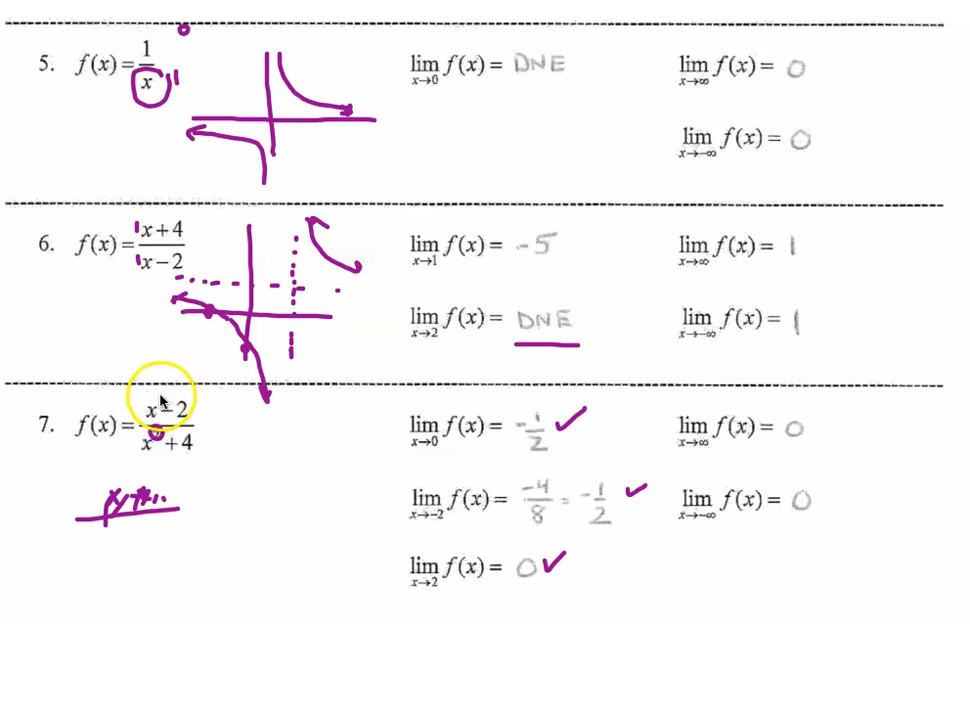 5. f(x) = 1/x lim x→0 f(x) = DNE lim x→∞ f(x) = 0
lim x→-∞ f(x) = 0
6. f(x) = x+4/x−2 lim x→1 f(x) = -5 lim x→∞ f(x) = 1
lim x→2 f(x) = DNE lim x→-∞ f(x) = 1
7. f(x) = x−2/x +4 lim x→0 f(x) = -1/2 ✓ lim x→∞ f(x) = 0
lim x→-2 f(x) = -4/8 = -1/2 ✓ lim x→-∞ f(x) = 0
lim x→2 f(x) = 0 ✓